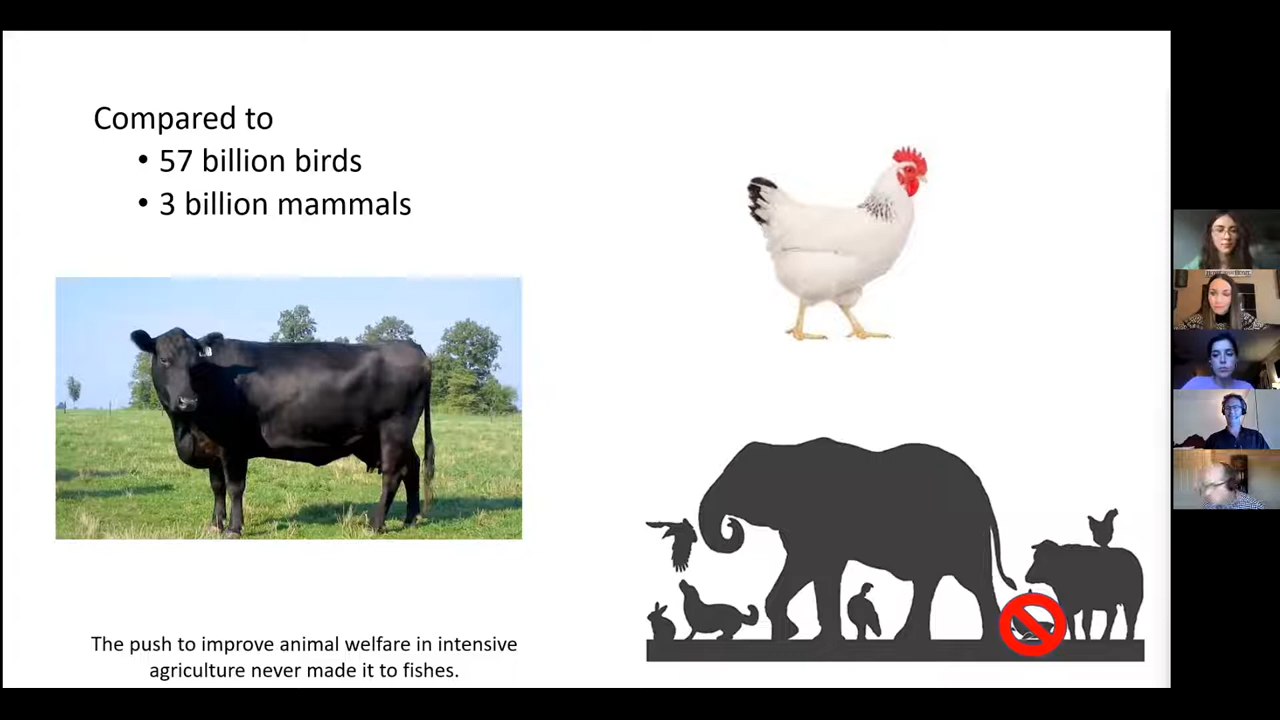 Compared to
• 57 billion birds
• 3 billion mammals
The push to improve animal welfare in intensive
agriculture never made it to fishes.